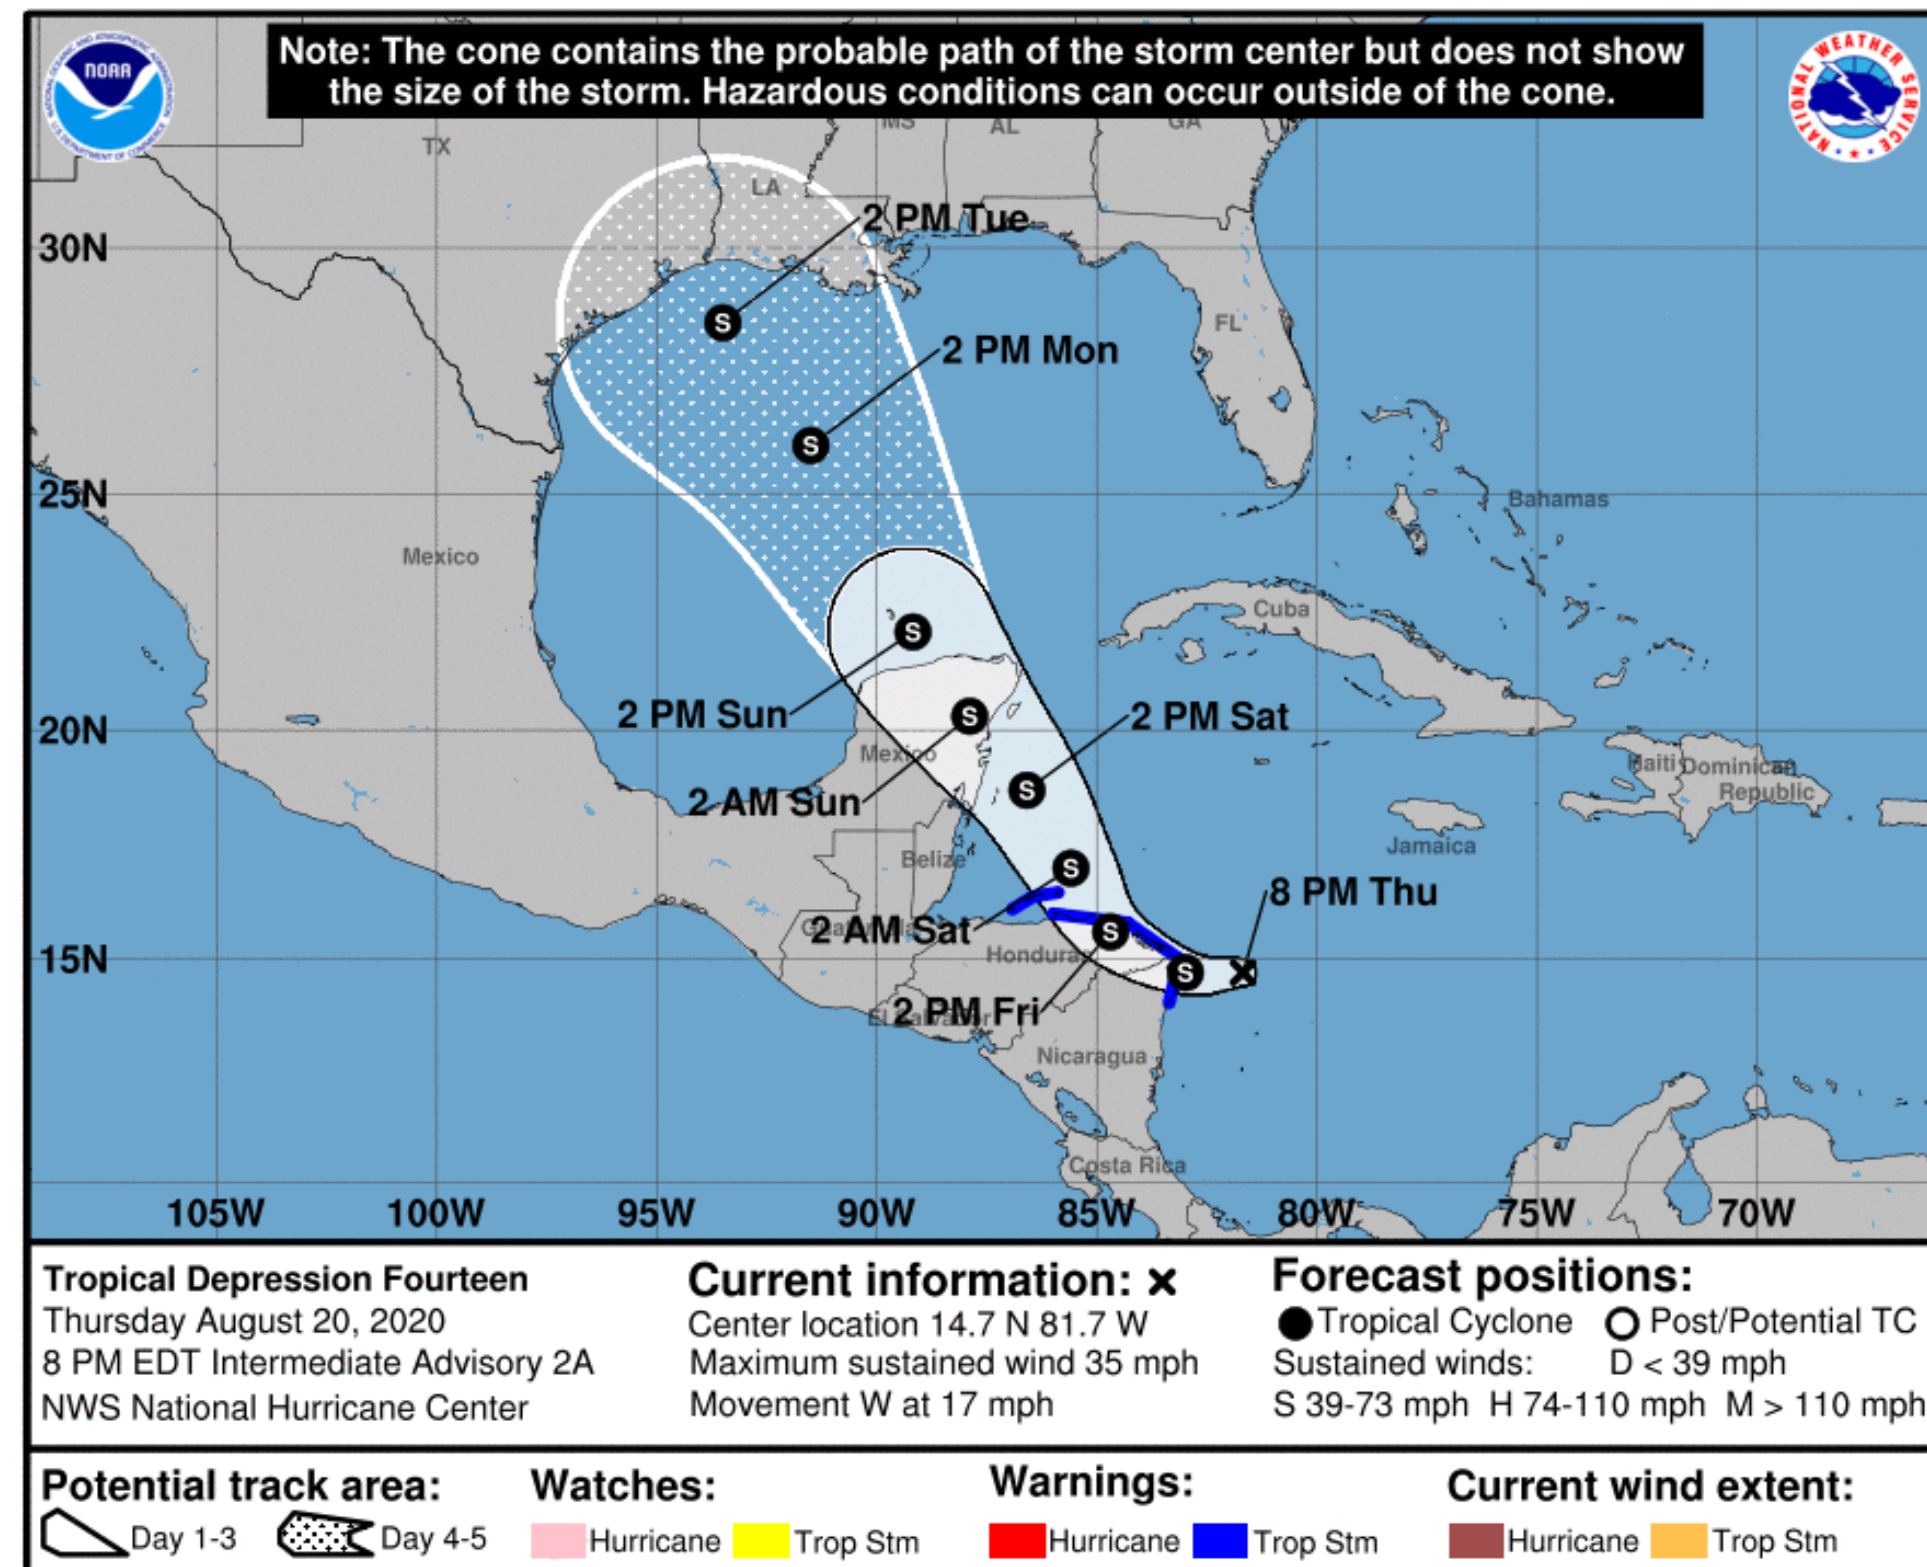 Note: The cone contains the probable path of the storm center but does not show
the size of the storm. Hazardous conditions can occur outside of the cone.
NOAA
NATIONAL WEATHER SERVICE
TX
MS
AL
GA
LA
2 PM Tue
30N
FL
2 PM Mon
25N
Bahamas
Mexico
Cuba
2 PM Sun
2 PM Sat
20N
Mexico
Haiti
Dominican
Republic
2 AM Sun
Jamaica
Belize
8 PM Thu
Guatemala
2 AM Sat
Honduras
15N
El Salvador
2 PM Fri
Nicaragua
Costa Rica
105W
100W
95W
90W
85W
80W
75W
70W
S
S
S
S
S
S
S
S
Tropical Depression Fourteen
Thursday August 20, 2020
8 PM EDT Intermediate Advisory 2A
NWS National Hurricane Center
Current information: x
Center location 14.7 N 81.7 W
Maximum sustained wind 35 mph
Movement W at 17 mph
Forecast positions:
Tropical Cyclone Post/Potential TC
Sustained winds: D < 39 mph
S 39-73 mph H 74-110 mph M > 110 mph
Potential track area:
Day 1-3 Day 4-5
Watches:
Hurricane Trop Stm
Warnings:
Hurricane Trop Stm
Current wind extent:
Hurricane Trop Stm